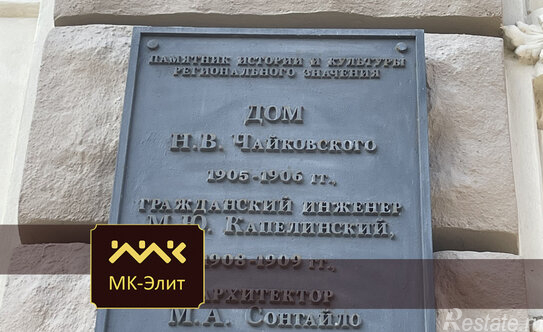 ПАМЯТНИК ИСТОРИИ И КУЛЬТУРЫ
РЕГИОНАЛЬНОГО ЗНАЧЕНИЯ
ДОМ
Н.В. ЧАЙКОВСКОГО
1905-1906 ГГ.,
ГРАЖДАНСКИЙ ИНЖЕНЕР
М.Ю. КАПЕЛИНСКИЙ,
1908-1909 ГГ.,
АРХИТЕКТОР
М.А. СОНГАЙЛО
МК-Элит
Restate.ru